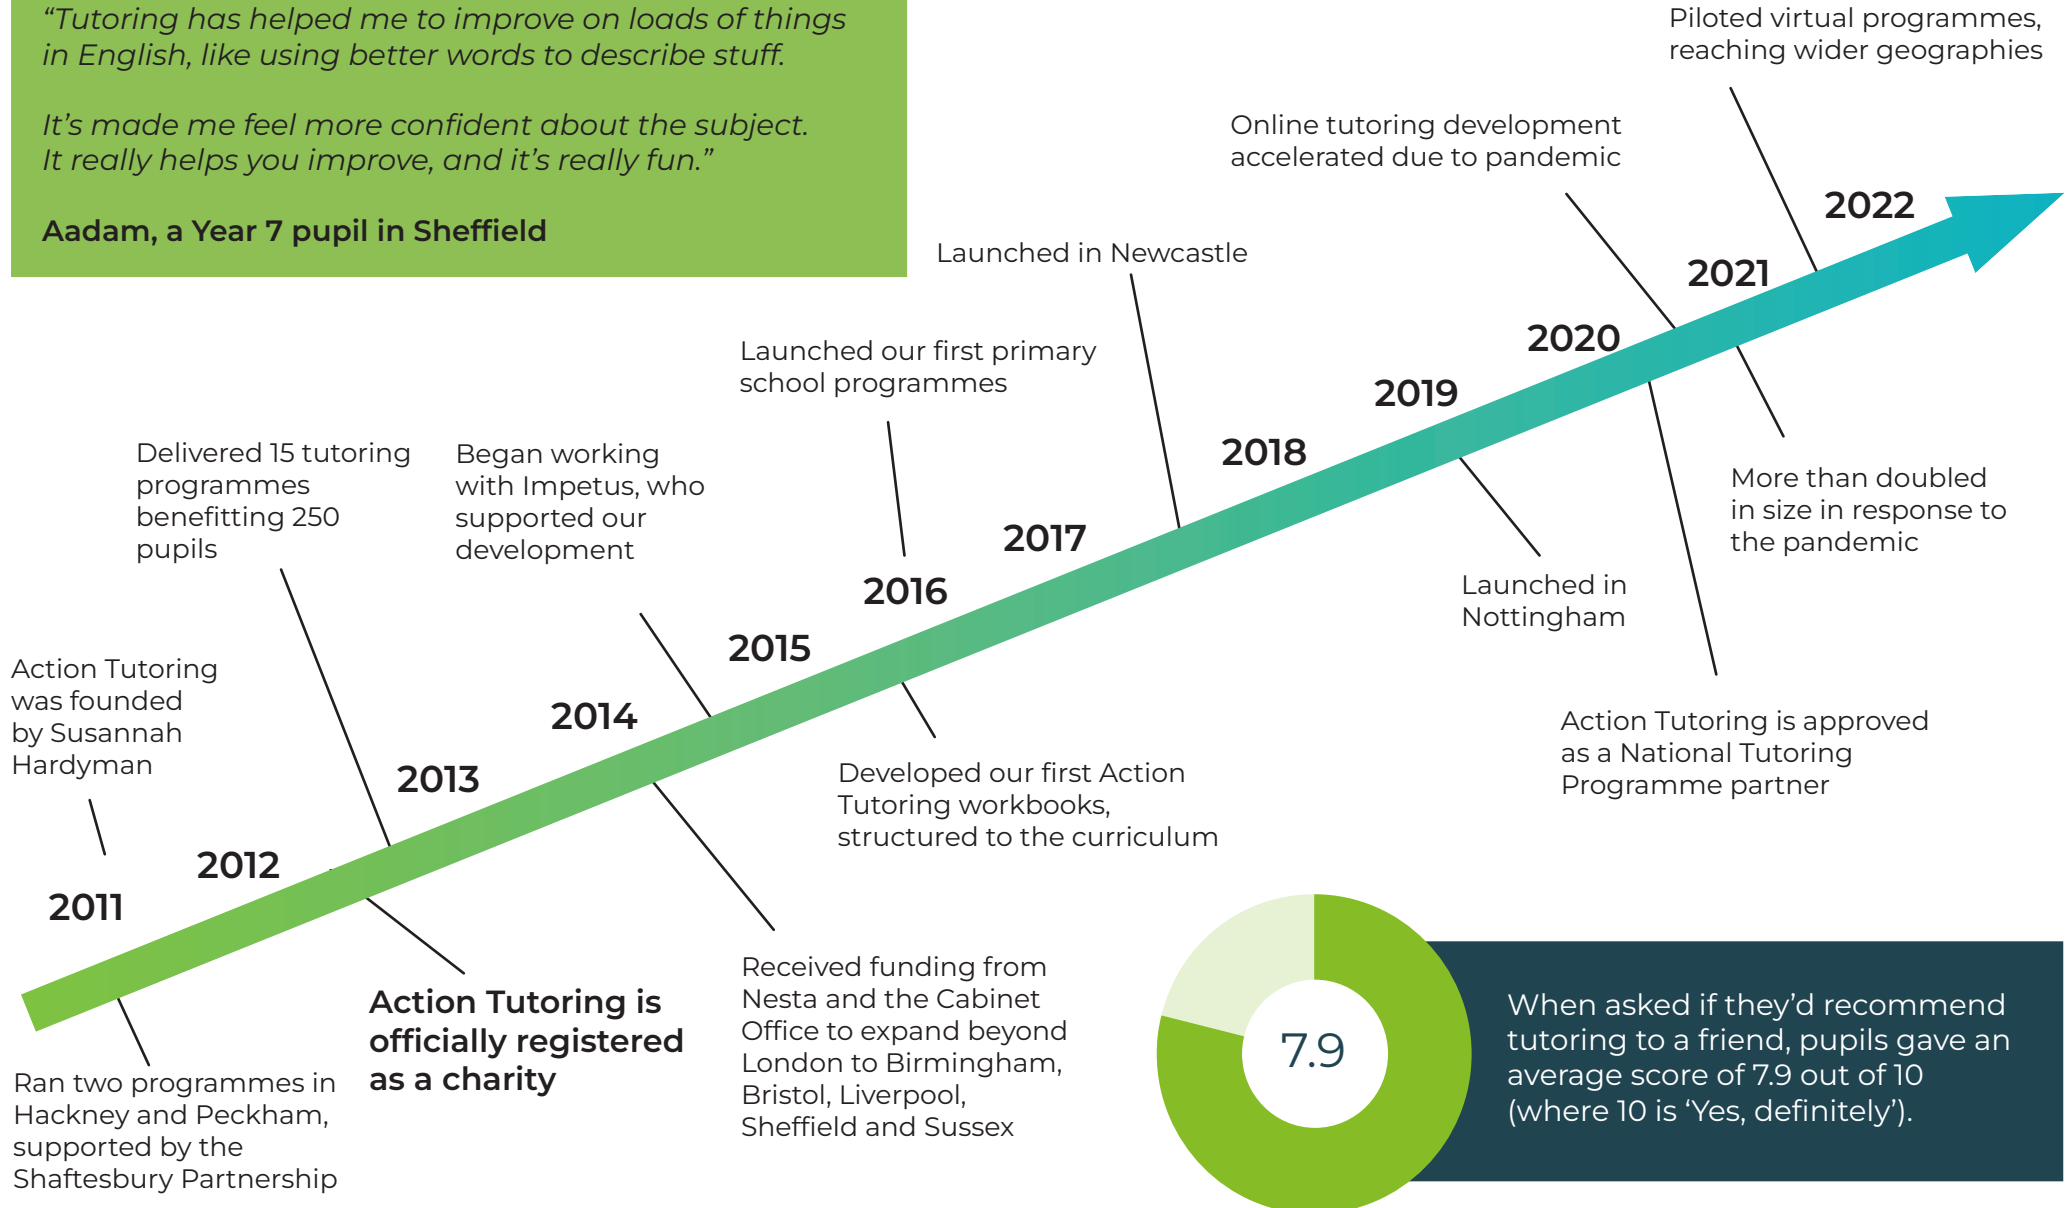 “Tutoring has helped me to improve on loads of things
in English, like using better words to describe stuff.
It’s made me feel more confident about the subject.
It really helps you improve, and it’s really fun.”
Aadam, a Year 7 pupil in Sheffield
Piloted virtual programmes,
reaching wider geographies
Online tutoring development
accelerated due to pandemic
Launched in Newcastle
Launched our first primary
school programmes
Began working
with Impetus, who
supported our
development
Delivered 15 tutoring
programmes
benefitting 250
pupils
Action Tutoring
was founded
by Susannah
Hardyman
2011
2012
2013
2014
2015
2016
2017
2018
2019
2020
2021
2022
Ran two programmes in
Hackney and Peckham,
supported by the
Shaftesbury Partnership
Action Tutoring is
officially registered
as a charity
Received funding from
Nesta and the Cabinet
Office to expand beyond
London to Birmingham,
Bristol, Liverpool,
Sheffield and Sussex
Developed our first Action
Tutoring workbooks,
structured to the curriculum
Launched in
Nottingham
Action Tutoring is approved
as a National Tutoring
Programme partner
More than doubled
in size in response to
the pandemic
7.9
When asked if they’d recommend
tutoring to a friend, pupils gave an
average score of 7.9 out of 10
(where 10 is ‘Yes, definitely’).